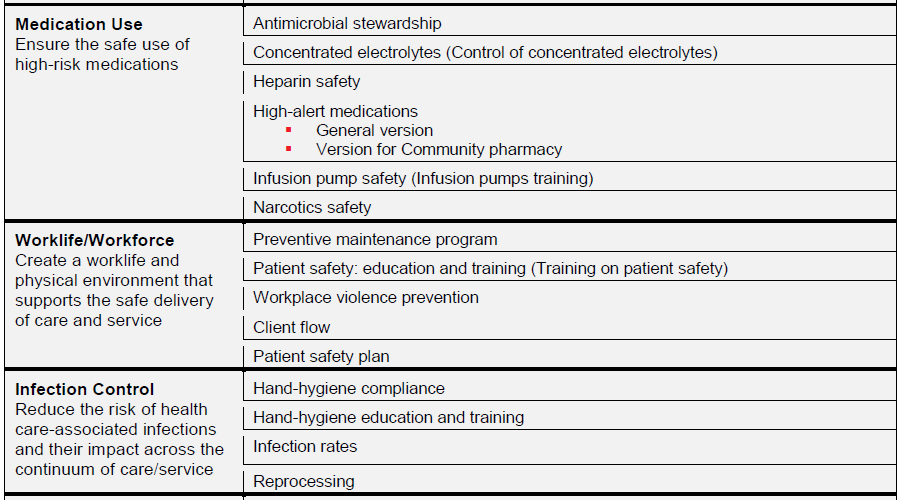 Medication Use
Ensure the safe use of
high-risk medications
Antimicrobial stewardship
Concentrated electrolytes (Control of concentrated electrolytes)
Heparin safety
High-alert medications
▪ General version
▪ Version for Community pharmacy
Infusion pump safety (Infusion pumps training)
Narcotics safety
Worklife/Workforce
Create a worklife and
physical environment that
supports the safe delivery
of care and service
Preventive maintenance program
Patient safety: education and training (Training on patient safety)
Workplace violence prevention
Client flow
Patient safety plan
Infection Control
Reduce the risk of health
care-associated infections
and their impact across the
continuum of care/service
Hand-hygiene compliance
Hand-hygiene education and training
Infection rates
Reprocessing